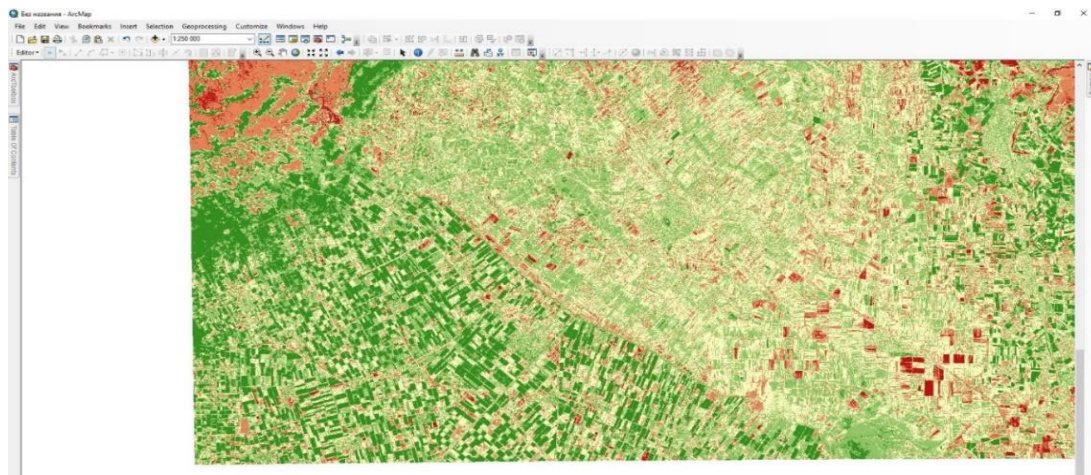 Без названия - ArcMap
File Edit View Bookmarks Insert Selection Geoprocessing Customize Windows Help
1:250 000
Editor
ArcToolbox
Table Of Contents